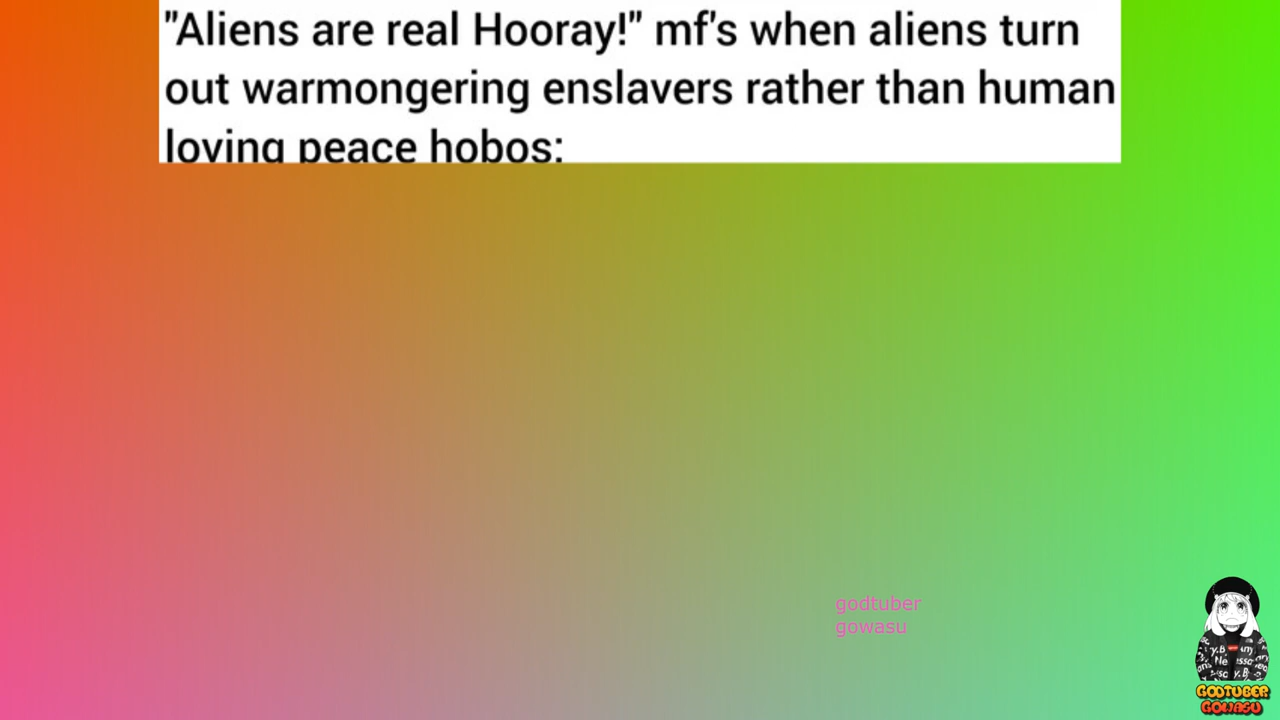 "Aliens are real Hooray!" mf's when aliens turn
out warmongering enslavers rather than human
loving peace hobos:
godtuber
gowasu
GODTUBER
GOWASU